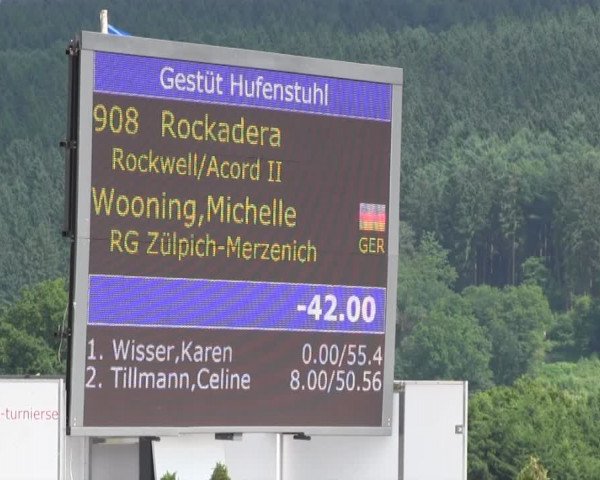 Gestüt Hufenstuhl
908 Rockadera
Rockwell/Acord II
Wooning,Michelle
RG Zülpich-Merzenich GER
-42.00
1. Wisser,Karen 0.00/55.4
2. Tillmann,Celine 8.00/50.56
-turnierse